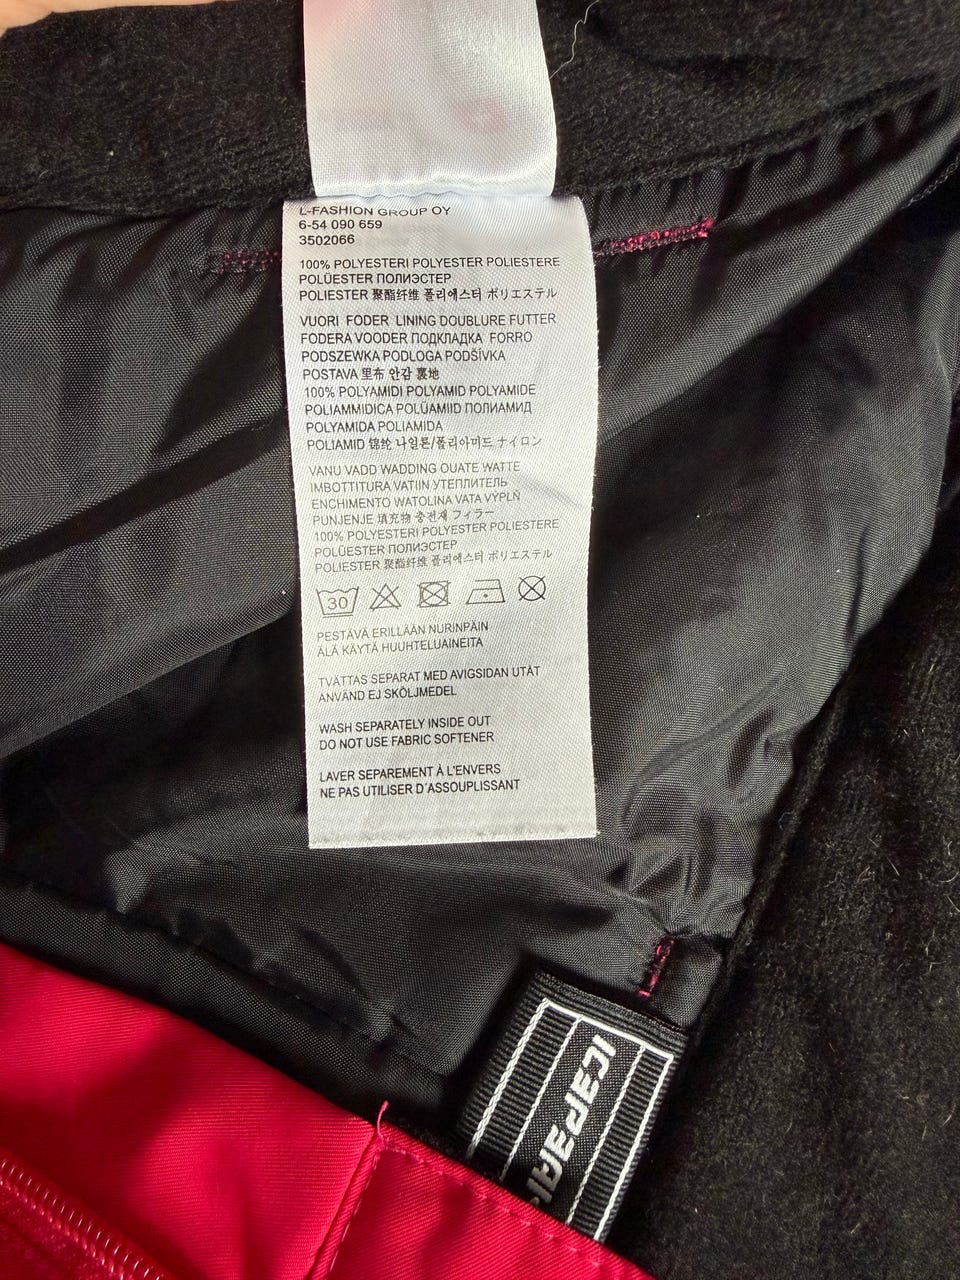 L-FASHION GROUP OY
6-54 090 659
3502066
100% POLYESTERI POLYESTER POLIESTERE
POLÜESTER ПОЛИЭСТЕР
POLIESTER 聚酯纤维 폴리에스터 ポリエステル
VUORI FODER LINING DOUBLURE FUTTER
FODERA VOODER ПОДКЛАДКА FORRO
PODSZEWKA PODLOGA PODŠÍVKA
POSTAVA 里布 안감 裏地
100% POLYAMIDI POLYAMID POLYAMIDE
POLIAMMIDICA POLÜAMIID ПОЛИАМИД
POLYAMIDA POLIAMIDA
POLIAMID 锦纶 나일론/폴리아미드 ナイロン
VANU VADD WADDING OUATE WATTE
IMBOTTITURA VATIIN УТЕПЛИТЕЛЬ
ENCHIMENTO WATOLINA VATA VÝPLŇ
PUNJENJE 填充物 충전재 フィラー
100% POLYESTERI POLYESTER POLIESTERE
POLÜESTER ПОЛИЭСТЕР
POLIESTER 聚酯纤维 폴리에스터 ポリエステル
30
PESTÄVÄ ERILLÄÄN NURINPÄIN
ÄLÄ KÄYTÄ HUUHTELUAINEITA
TVÄTTAS SEPARAT MED AVIGSIDAN UTÅT
ANVÄND EJ SKÖLJMEDEL
WASH SEPARATELY INSIDE OUT
DO NOT USE FABRIC SOFTENER
LAVER SEPAREMENT À L'ENVERS
NE PAS UTILISER D´ASSOUPLISSANT
ICEPEAK